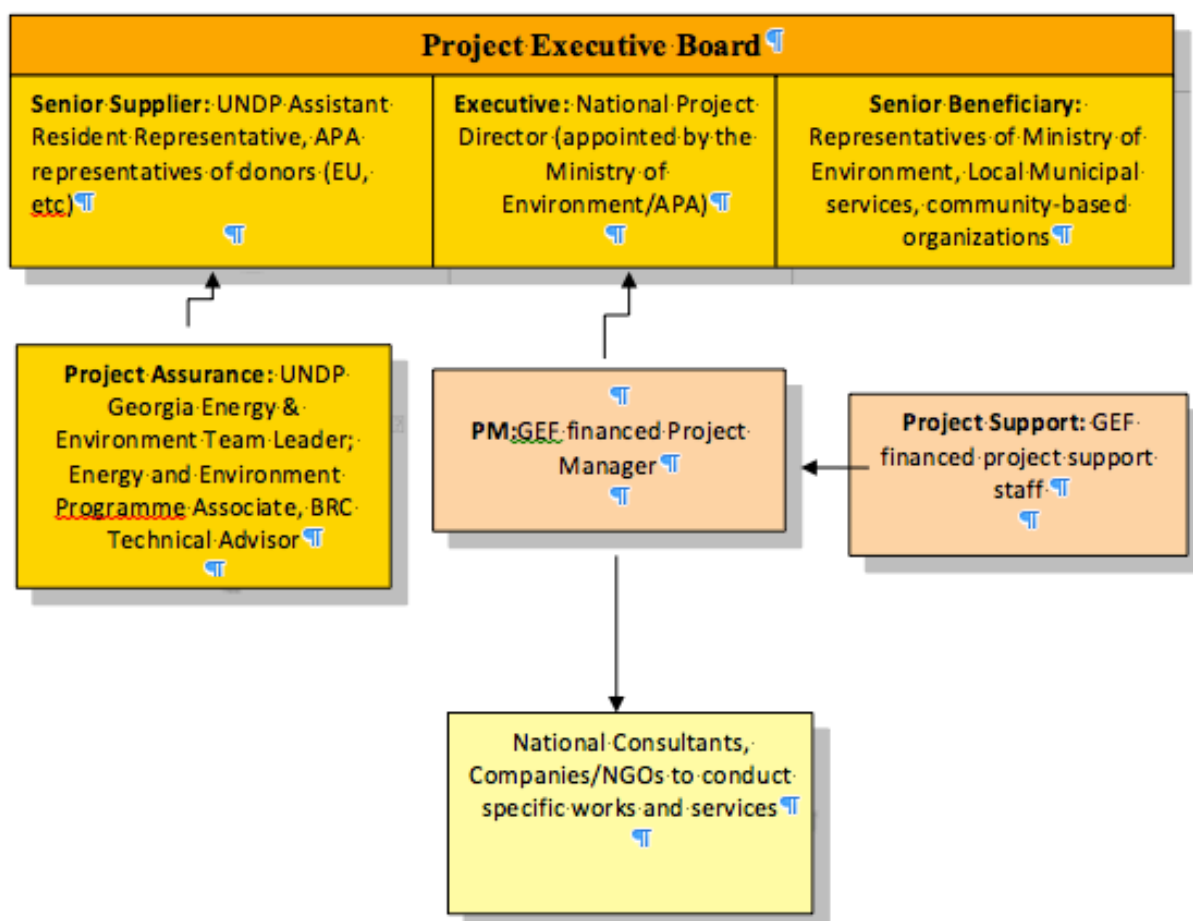 Project Executive Board
Senior Supplier: UNDP Assistant
Resident Representative, APA
representatives of donors (EU,
etc)
Executive: National Project
Director (appointed by the
Ministry of
Environment/APA)
Senior Beneficiary:
Representatives of Ministry of
Environment, Local Municipal
services, community-based
organizations
Project Assurance: UNDP
Georgia Energy &
Environment Team Leader;
Energy and Environment
Programme Associate, BRC
Technical Advisor
PM:GEF financed Project
Manager
Project Support: GEF
financed project support
staff
National Consultants,
Companies/NGOs to conduct
specific works and services